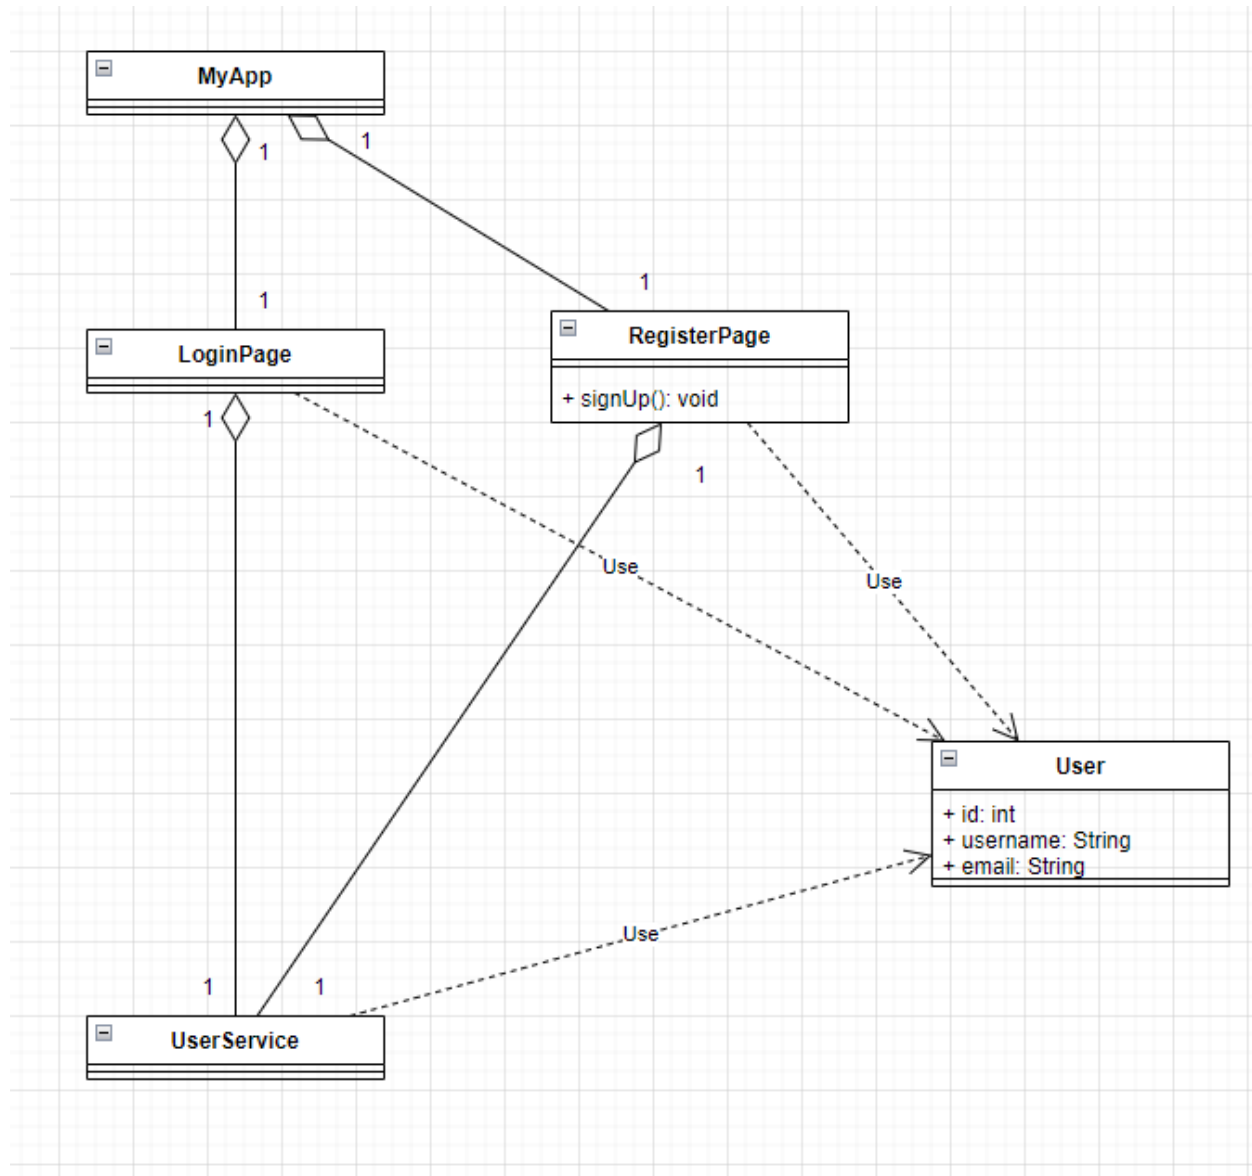 MyApp
1
1
1
1
LoginPage
RegisterPage
+ signUp(): void
1
1
Use
Use
User
+ id: int
+ username: String
+ email: String
Use
1
1
UserService